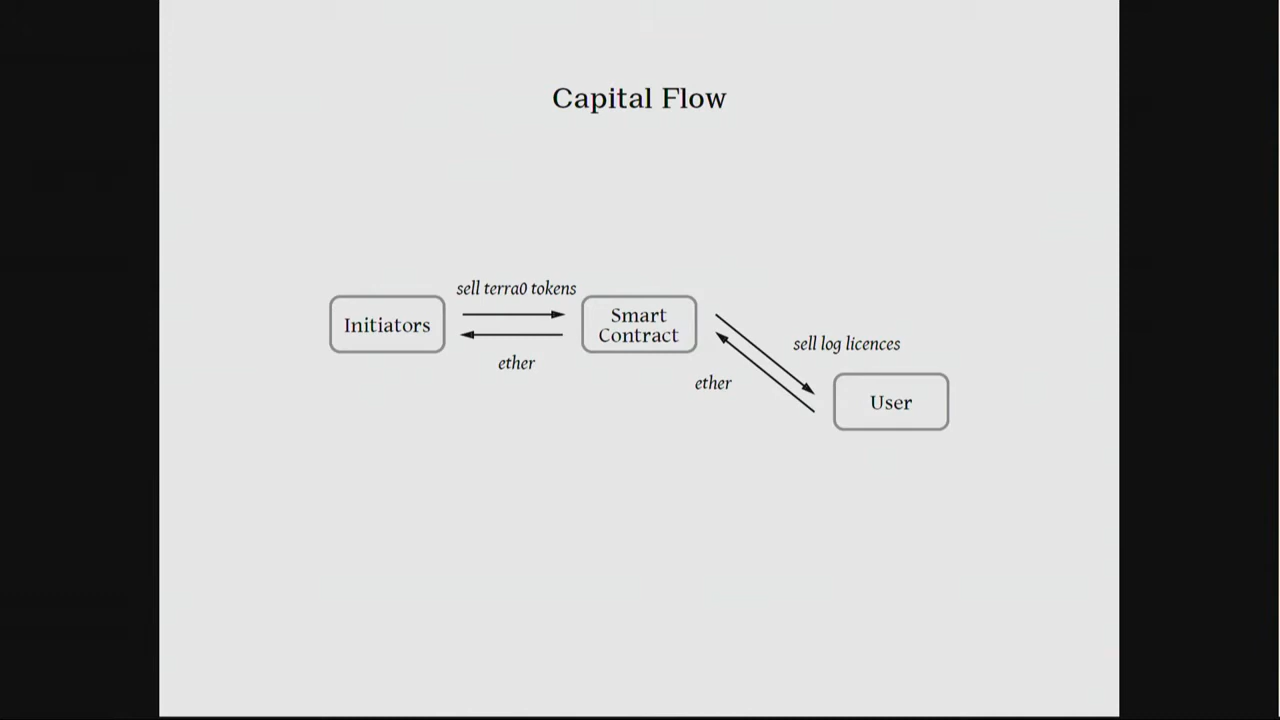 Capital Flow
sell terra0 tokens
Initiators
Smart
Contract
ether
sell log licences
ether
User